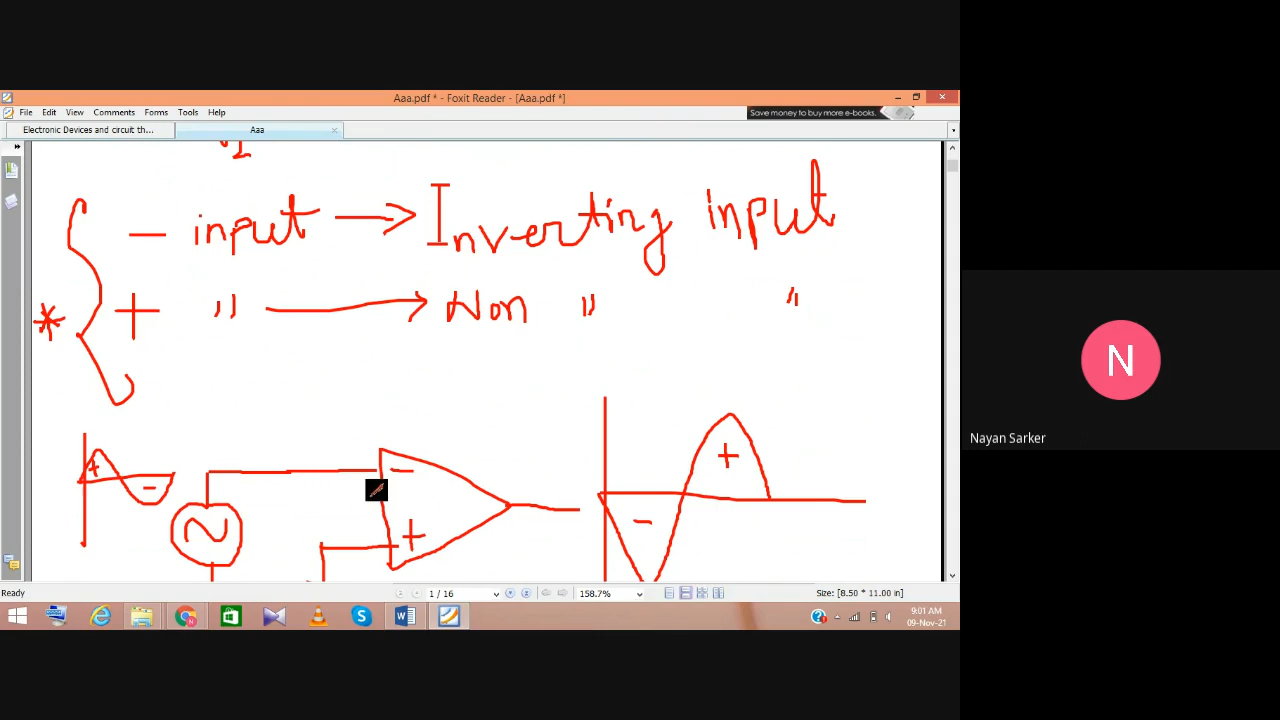 Aaa.pdf * - Foxit Reader - [Aaa.pdf *]
File Edit View Comments Forms Tools Help
Save money to buy more e-books.
Electronic Devices and circuit th...
Aaa
- input → Inverting input
+ " → Non " "
+
-
-
+
+
-
N
Nayan Sarker
Ready
1 / 16
158.7%
Size: [8.50 * 11.00 in]
W
9:01 AM
09-Nov-21